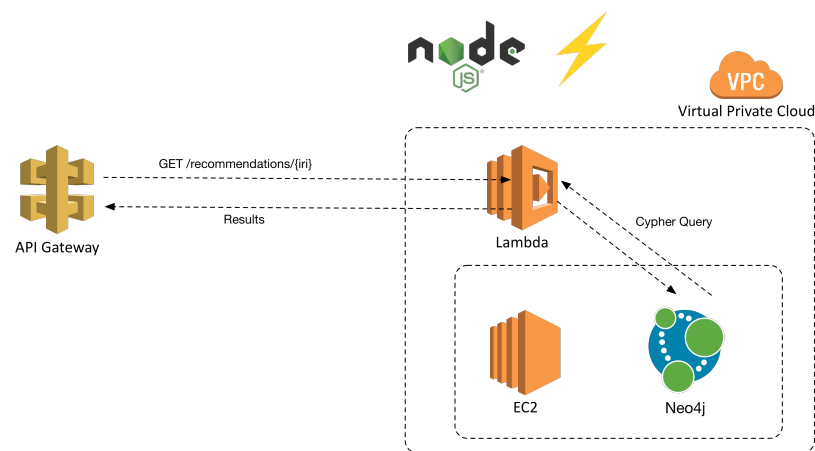 node
JS
VPC
Virtual Private Cloud
GET /recommendations/{iri}
Results
API Gateway
Lambda
Cypher Query
EC2
Neo4j